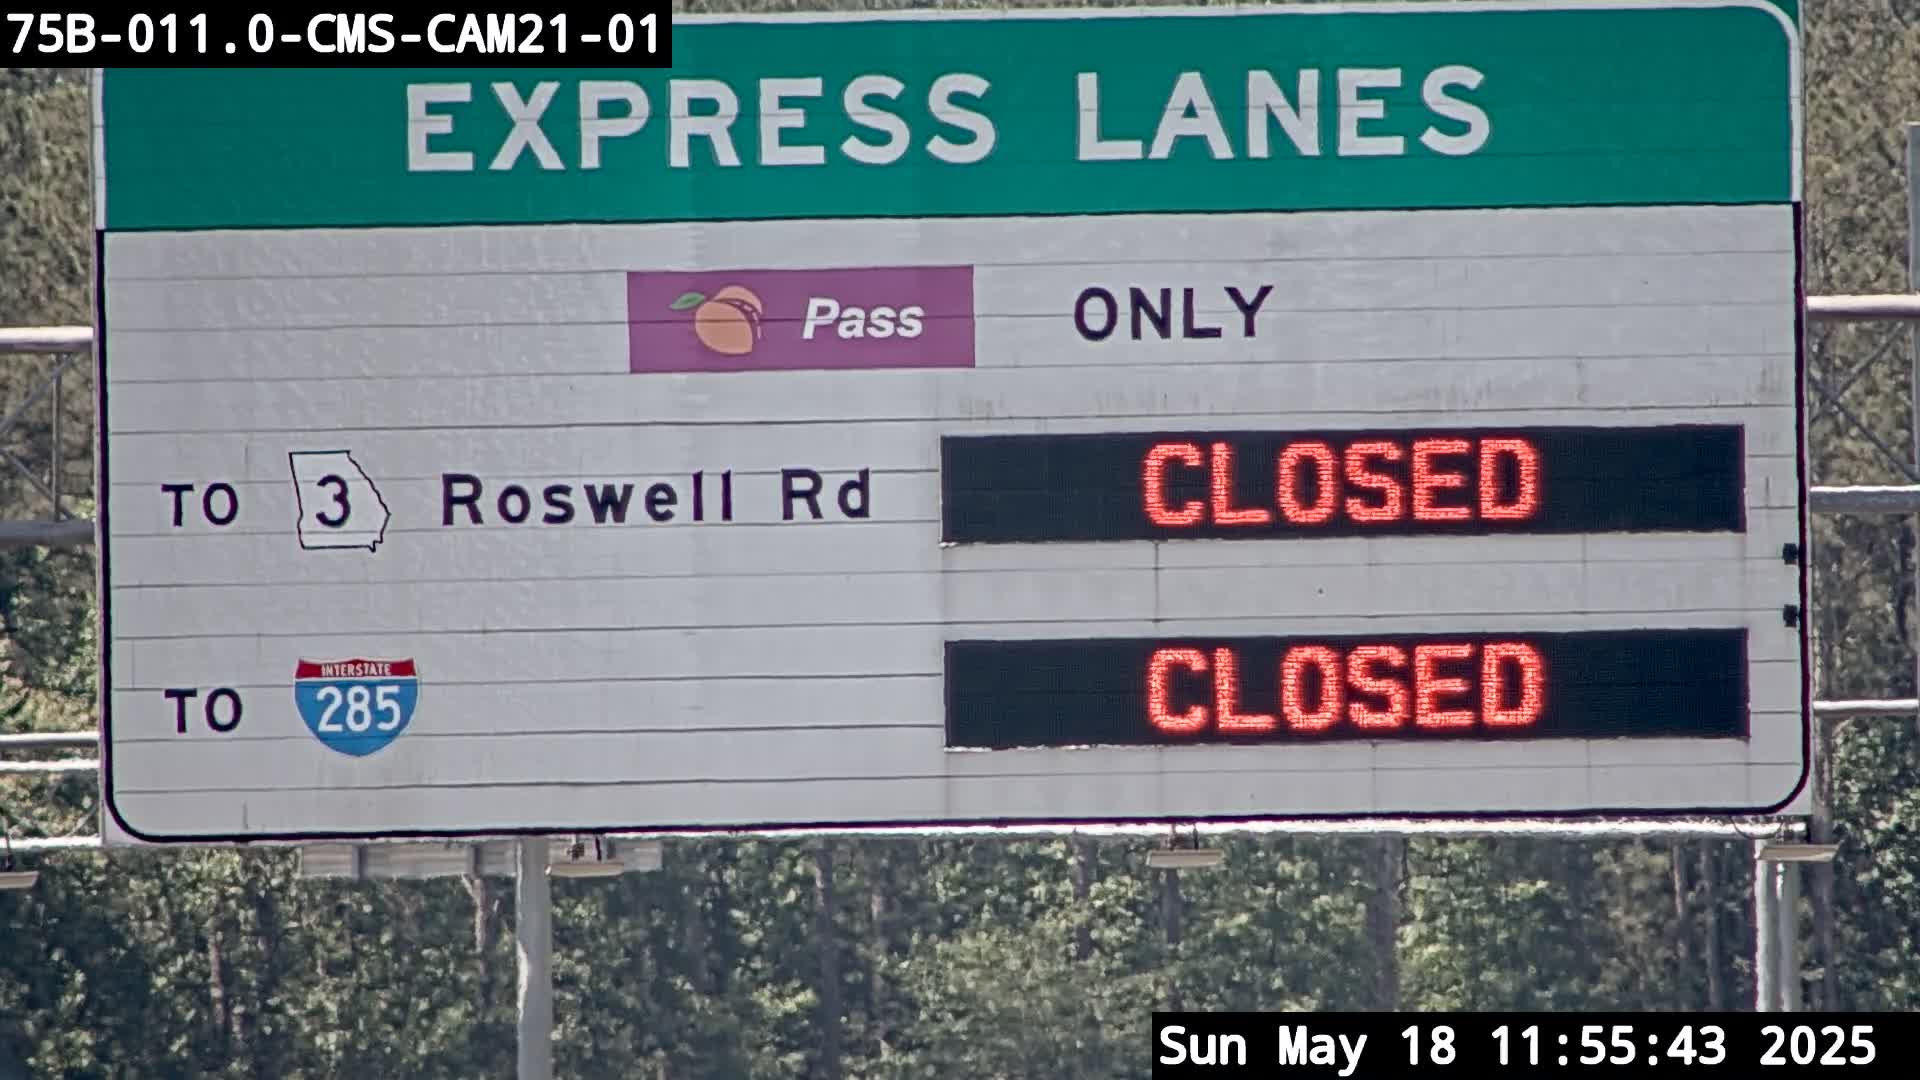 75B-011.0-CMS-CAM21-01
EXPRESS LANES
Pass ONLY
TO 3 Roswell Rd CLOSED
INTERSTATE
TO 285 CLOSED
Sun May 18 11:55:43 2025